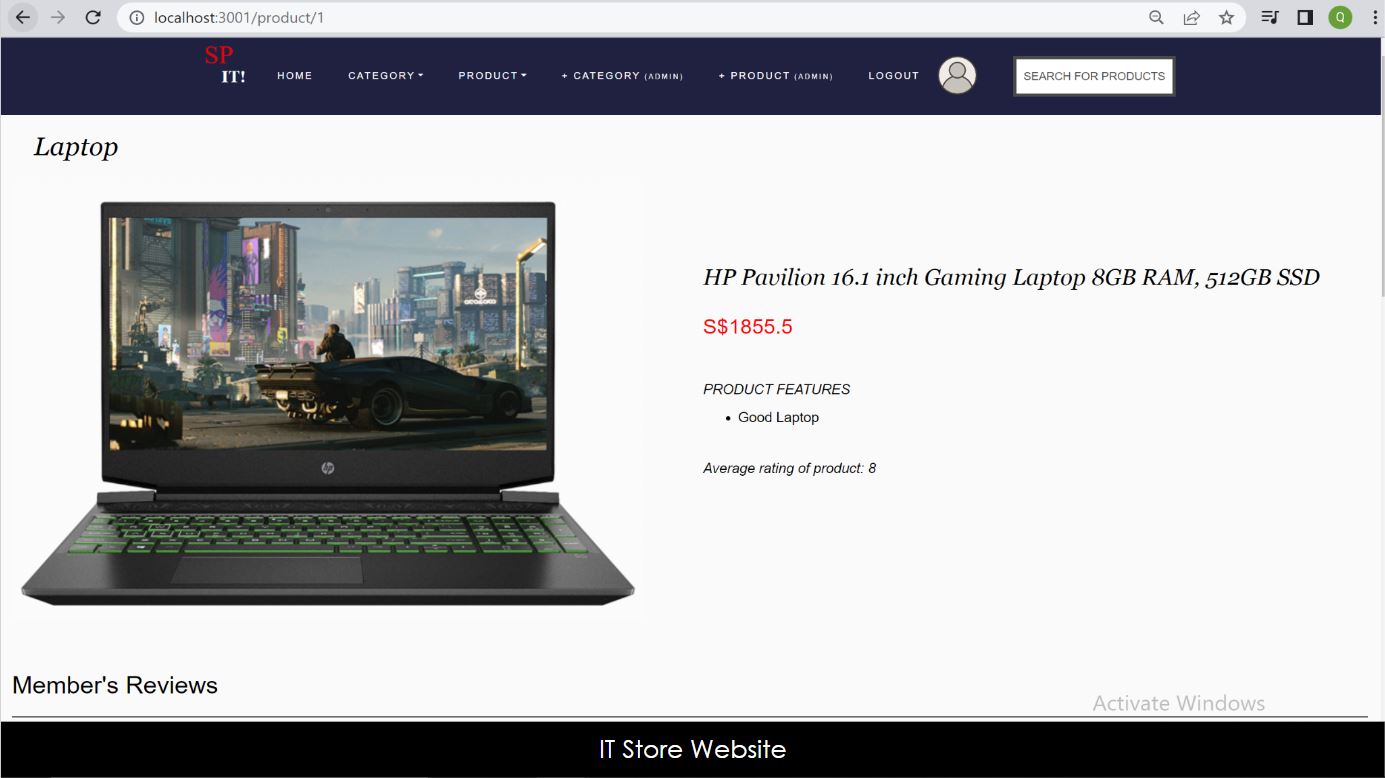 localhost:3001/product/1
Q
SP
IT!
HOME
CATEGORY
PRODUCT
+ CATEGORY (ADMIN)
+ PRODUCT (ADMIN)
LOGOUT
SEARCH FOR PRODUCTS
Laptop
HP Pavilion 16.1 inch Gaming Laptop 8GB RAM, 512GB SSD
S$1855.5
PRODUCT FEATURES
• Good Laptop
Average rating of product: 8
hp
Member's Reviews
Activate Windows
IT Store Website